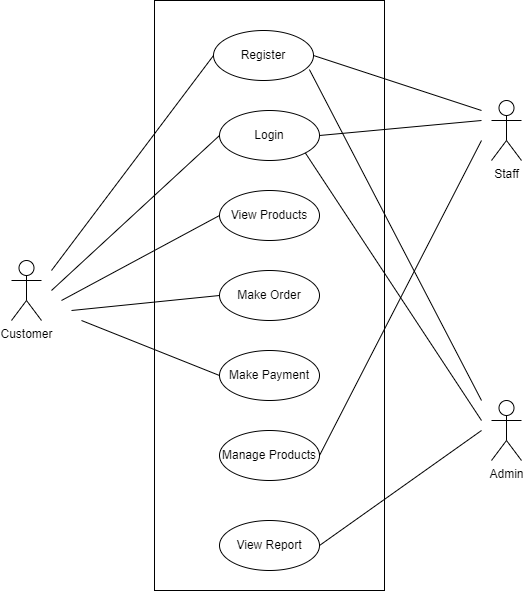 Register
Login
Staff
View Products
Make Order
Customer
Make Payment
Manage Products
Admin
View Report